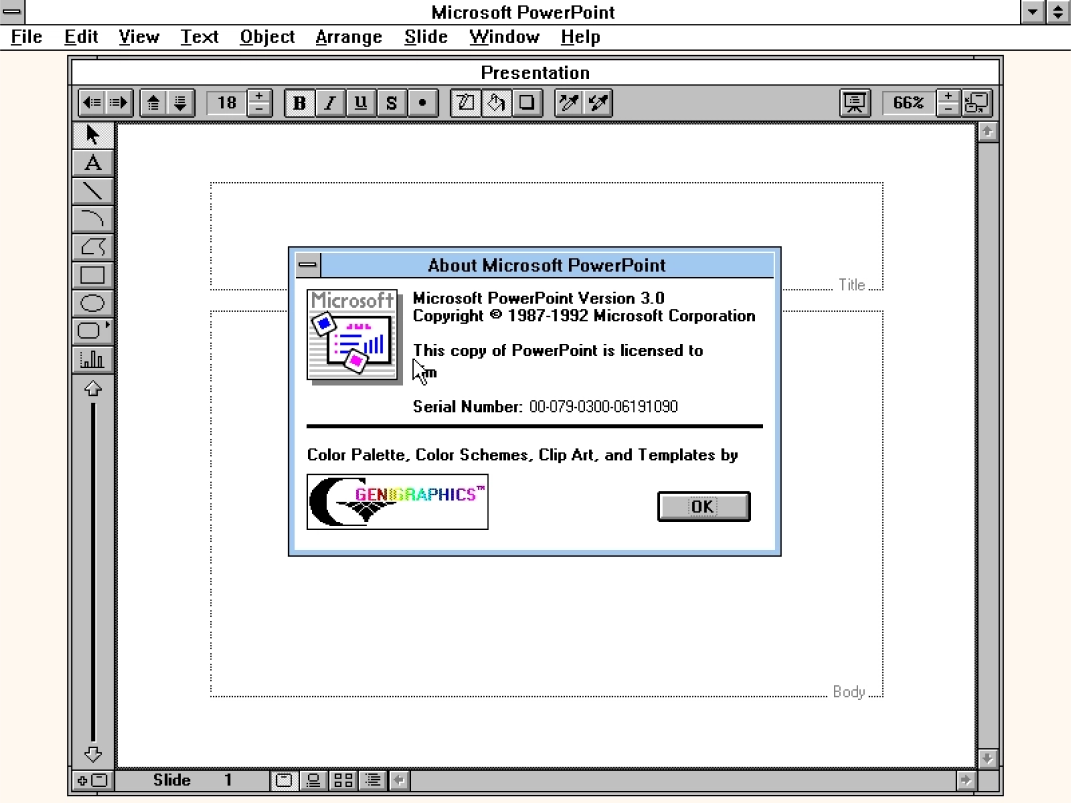 Microsoft PowerPoint
File Edit View Text Object Arrange Slide Window Help
Presentation
18 + - B I U S • 66% + -
A
Title
About Microsoft PowerPoint
Microsoft
Microsoft PowerPoint Version 3.0
Copyright © 1987-1992 Microsoft Corporation
This copy of PowerPoint is licensed to
Serial Number: 00-079-0300-06191090
Color Palette, Color Schemes, Clip Art, and Templates by
GENIGRAPHICS™
OK
Body
Slide 1